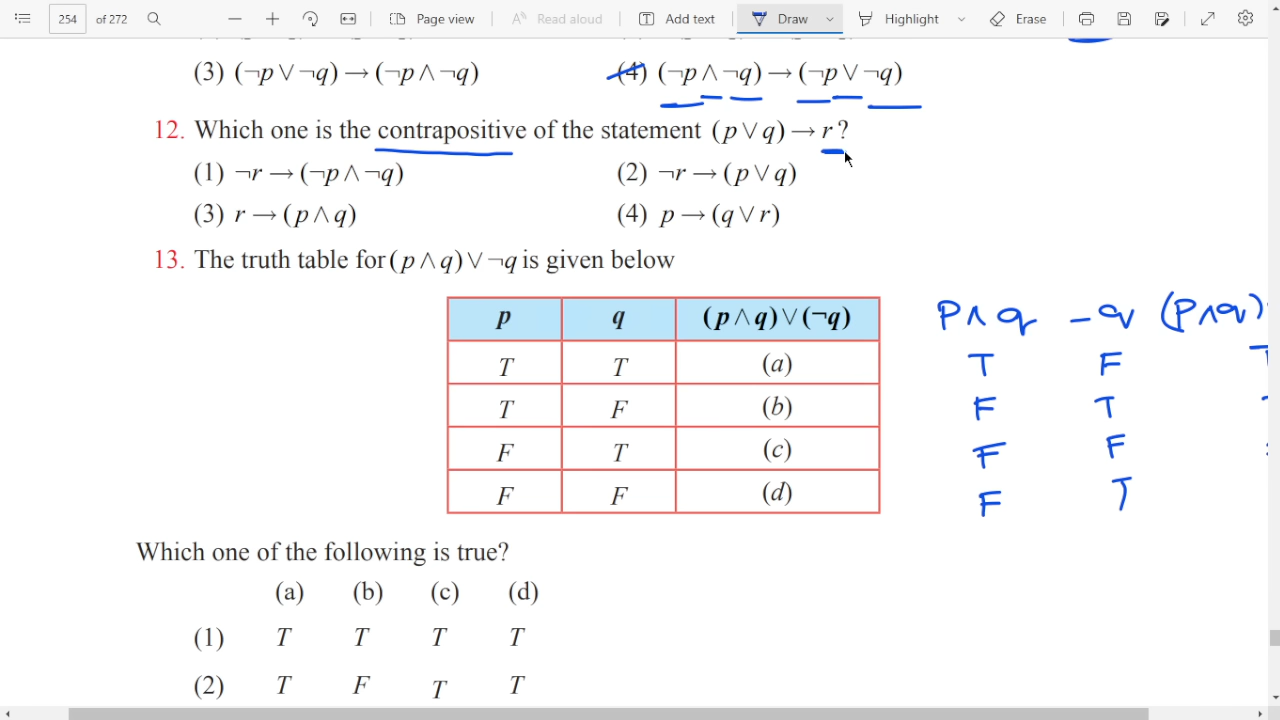 254 of 272 Page view Read aloud Add text Draw Highlight Erase
(3) (¬p∨¬q)→(¬p∧¬q) (4) (¬p∧¬q)→(¬p∨¬q)
12. Which one is the contrapositive of the statement (p∨q)→r?
(1) ¬r→(¬p∧¬q) (2) ¬r→(p∨q)
(3) r→(p∧q) (4) p→(q∨r)
13. The truth table for (p∧q)∨¬q is given below
p q (p∧q)∨(¬q) P∧q ¬q (P∧q)
T T (a) T F
T F (b) F T
F T (c) F F
F F (d) F T
Which one of the following is true?
(a) (b) (c) (d)
(1) T T T T
(2) T F T T